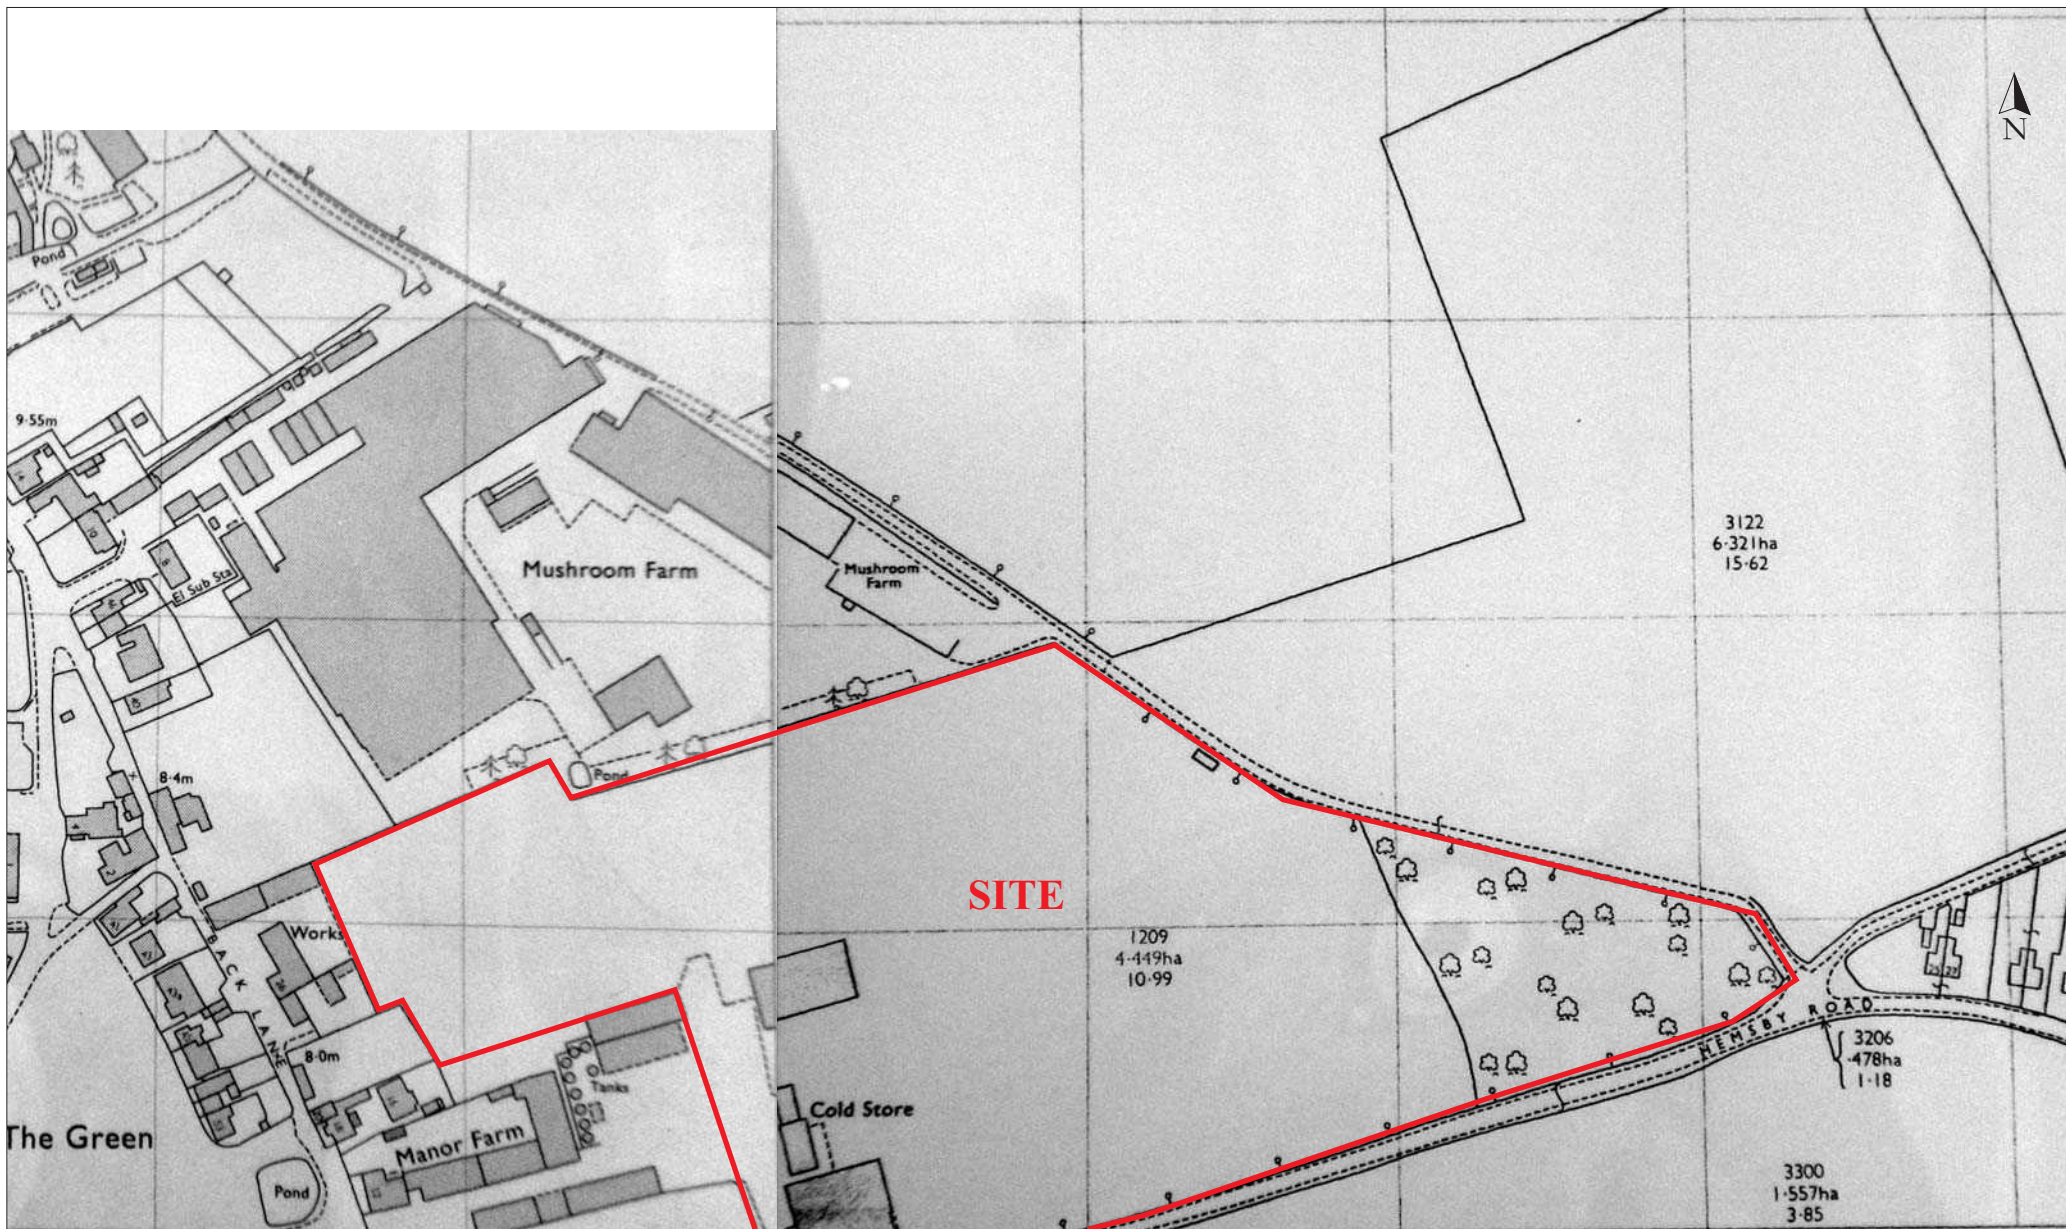 N
Pond
9·55m
El Sub Sta
Mushroom Farm
Mushroom
Farm
3122
6·321ha
15·62
Pond
8·4m
SITE
Works
BACK LANE
1209
4·449ha
10·99
25 27
HEMSBY ROAD
3206
·478ha
1·18
8·0m
Tanks
Cold Store
The Green
Manor Farm
Pond
3300
1·557ha
3·85